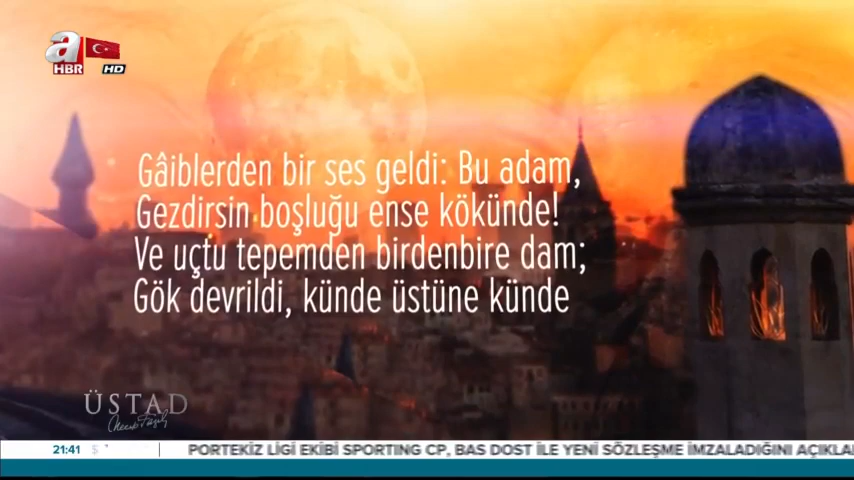 a
HBR
HD
Gâiblerden bir ses geldi: Bu adam,
Gezdirsin boşluğu ense kökünde!
Ve uçtu tepemden birdenbire dam;
Gök devrildi, künde üstüne künde
ÜSTAD
Necip Fazıl
21:41 $
PORTEKİZ LİGİ EKİBİ SPORTING CP, BAS DOST İLE YENİ SÖZLEŞME İMZALADIĞINI AÇIKLA